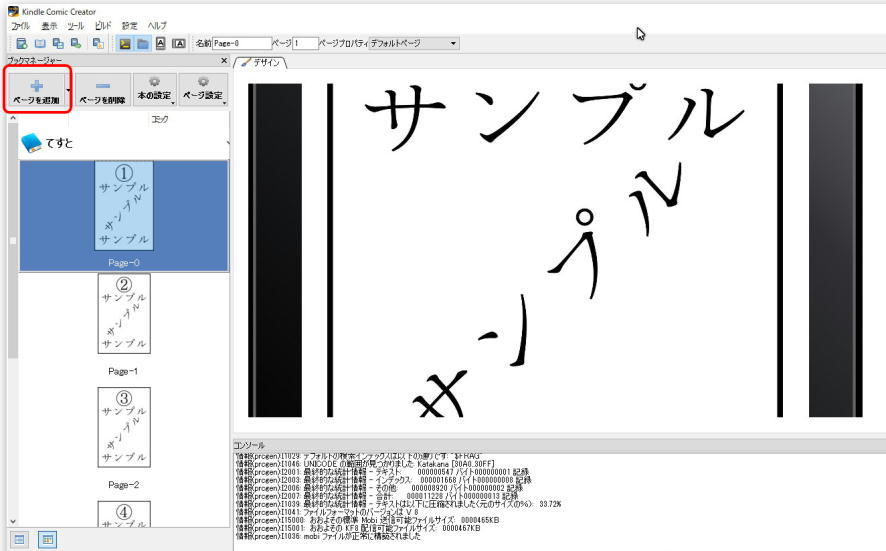 Kindle Comic Creator
ファイル 表示 ツール ビルド 設定 ヘルプ
名前 Page-0 ページ 1 ページプロパティ デフォルトページ
ブックマネージャー
デザイン
ページを追加 ページを削除 本の設定 ページ設定
コミック
てすと
①
サンプル
サンプル
サンプル
Page-0
②
サンプル
サンプル
サンプル
Page-1
③
サンプル
サンプル
サンプル
Page-2
④
サンプル
サンプル
サンプル
コンソール
情報(prcgen):I1029: デフォルトの検索インデックスは以下の通りです: "$FRAG"
情報(prcgen):I1046: UNICODE の範囲が見つかりました: Katakana [30A0..30FF]
情報(prcgen):I2001: 最終的な統計情報 - テキスト: 000000547 バイト000000001 記録
情報(prcgen):I2003: 最終的な統計情報 - インデックス: 000001668 バイト000000008 記録
情報(prcgen):I2006: 最終的な統計情報 - その他: 000008920 バイト000000002 記録
情報(prcgen):I2007: 最終的な統計情報 - 合計: 000011228 バイト000000013 記録
情報(prcgen):I1039: 最終的な統計情報 - テキストは以下に圧縮されました(元のサイズの%): 33.72%
情報(prcgen):I1041: ファイルフォーマットのバージョンは V 8
情報(prcgen):I15000: おおよその標準 Mobi 送信可能ファイルサイズ: 0000465KB
情報(prcgen):I15001: おおよその KF8 配信可能ファイルサイズ: 0000467KB
情報(prcgen):I1036: mobi ファイルが正常に構築されました